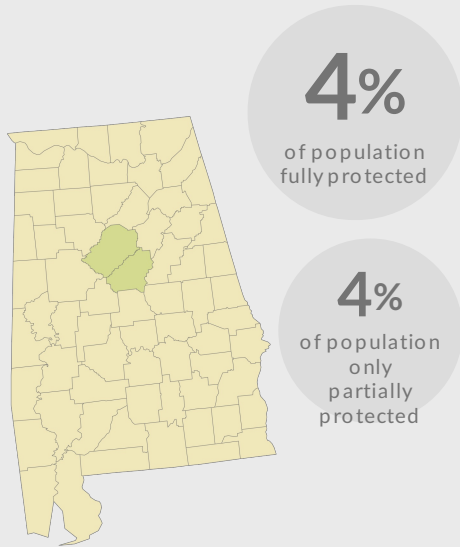 4%
of population
fully protected
4%
of population
only
partially
protected